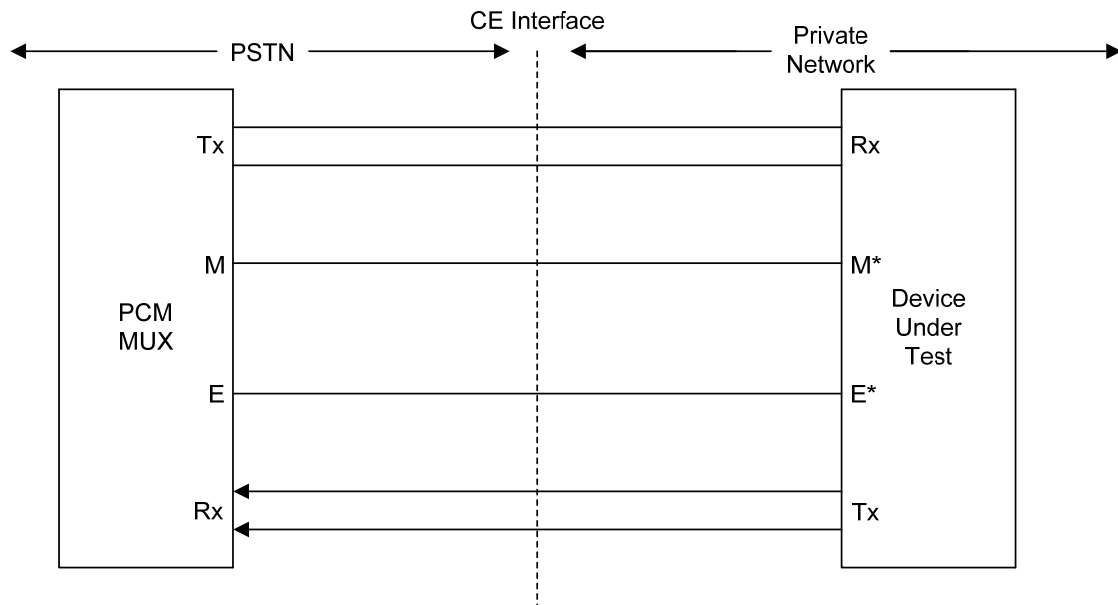 CE Interface
PSTN
Private
Network
Tx
Rx
M
M*
PCM
MUX
Device
Under
Test
E
E*
Rx
Tx